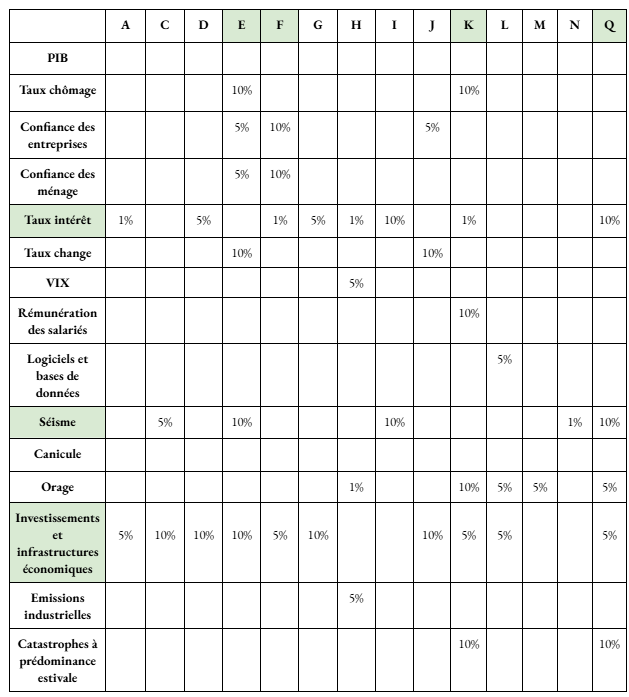 A C D E F G H I J K L M N Q
PIB
Taux chômage 10% 10%
Confiance des
entreprises 5% 10% 5%
Confiance des
ménage 5% 10%
Taux intérêt 1% 5% 1% 5% 1% 10% 1% 10%
Taux change 10% 10%
VIX 5%
Rémunération
des salariés 10%
Logiciels et
bases de
données 5%
Séisme 5% 10% 10% 1% 10%
Canicule
Orage 1% 10% 5% 5% 5%
Investissements
et
infrastructures
économiques 5% 10% 10% 10% 5% 10% 10% 5% 5% 5%
Emissions
industrielles 5%
Catastrophes à
prédominance
estivale 10% 10%